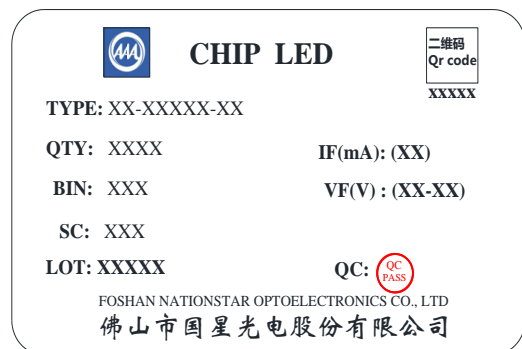 AAA
CHIP LED
二维码
Qr code
XXXXX
TYPE: XX-XXXXX-XX
QTY: XXXX
IF(mA): (XX)
BIN: XXX
VF(V) : (XX-XX)
SC: XXX
LOT: XXXXX
QC:
QC
PASS
FOSHAN NATIONSTAR OPTOELECTRONICS CO., LTD
佛山市国星光电股份有限公司